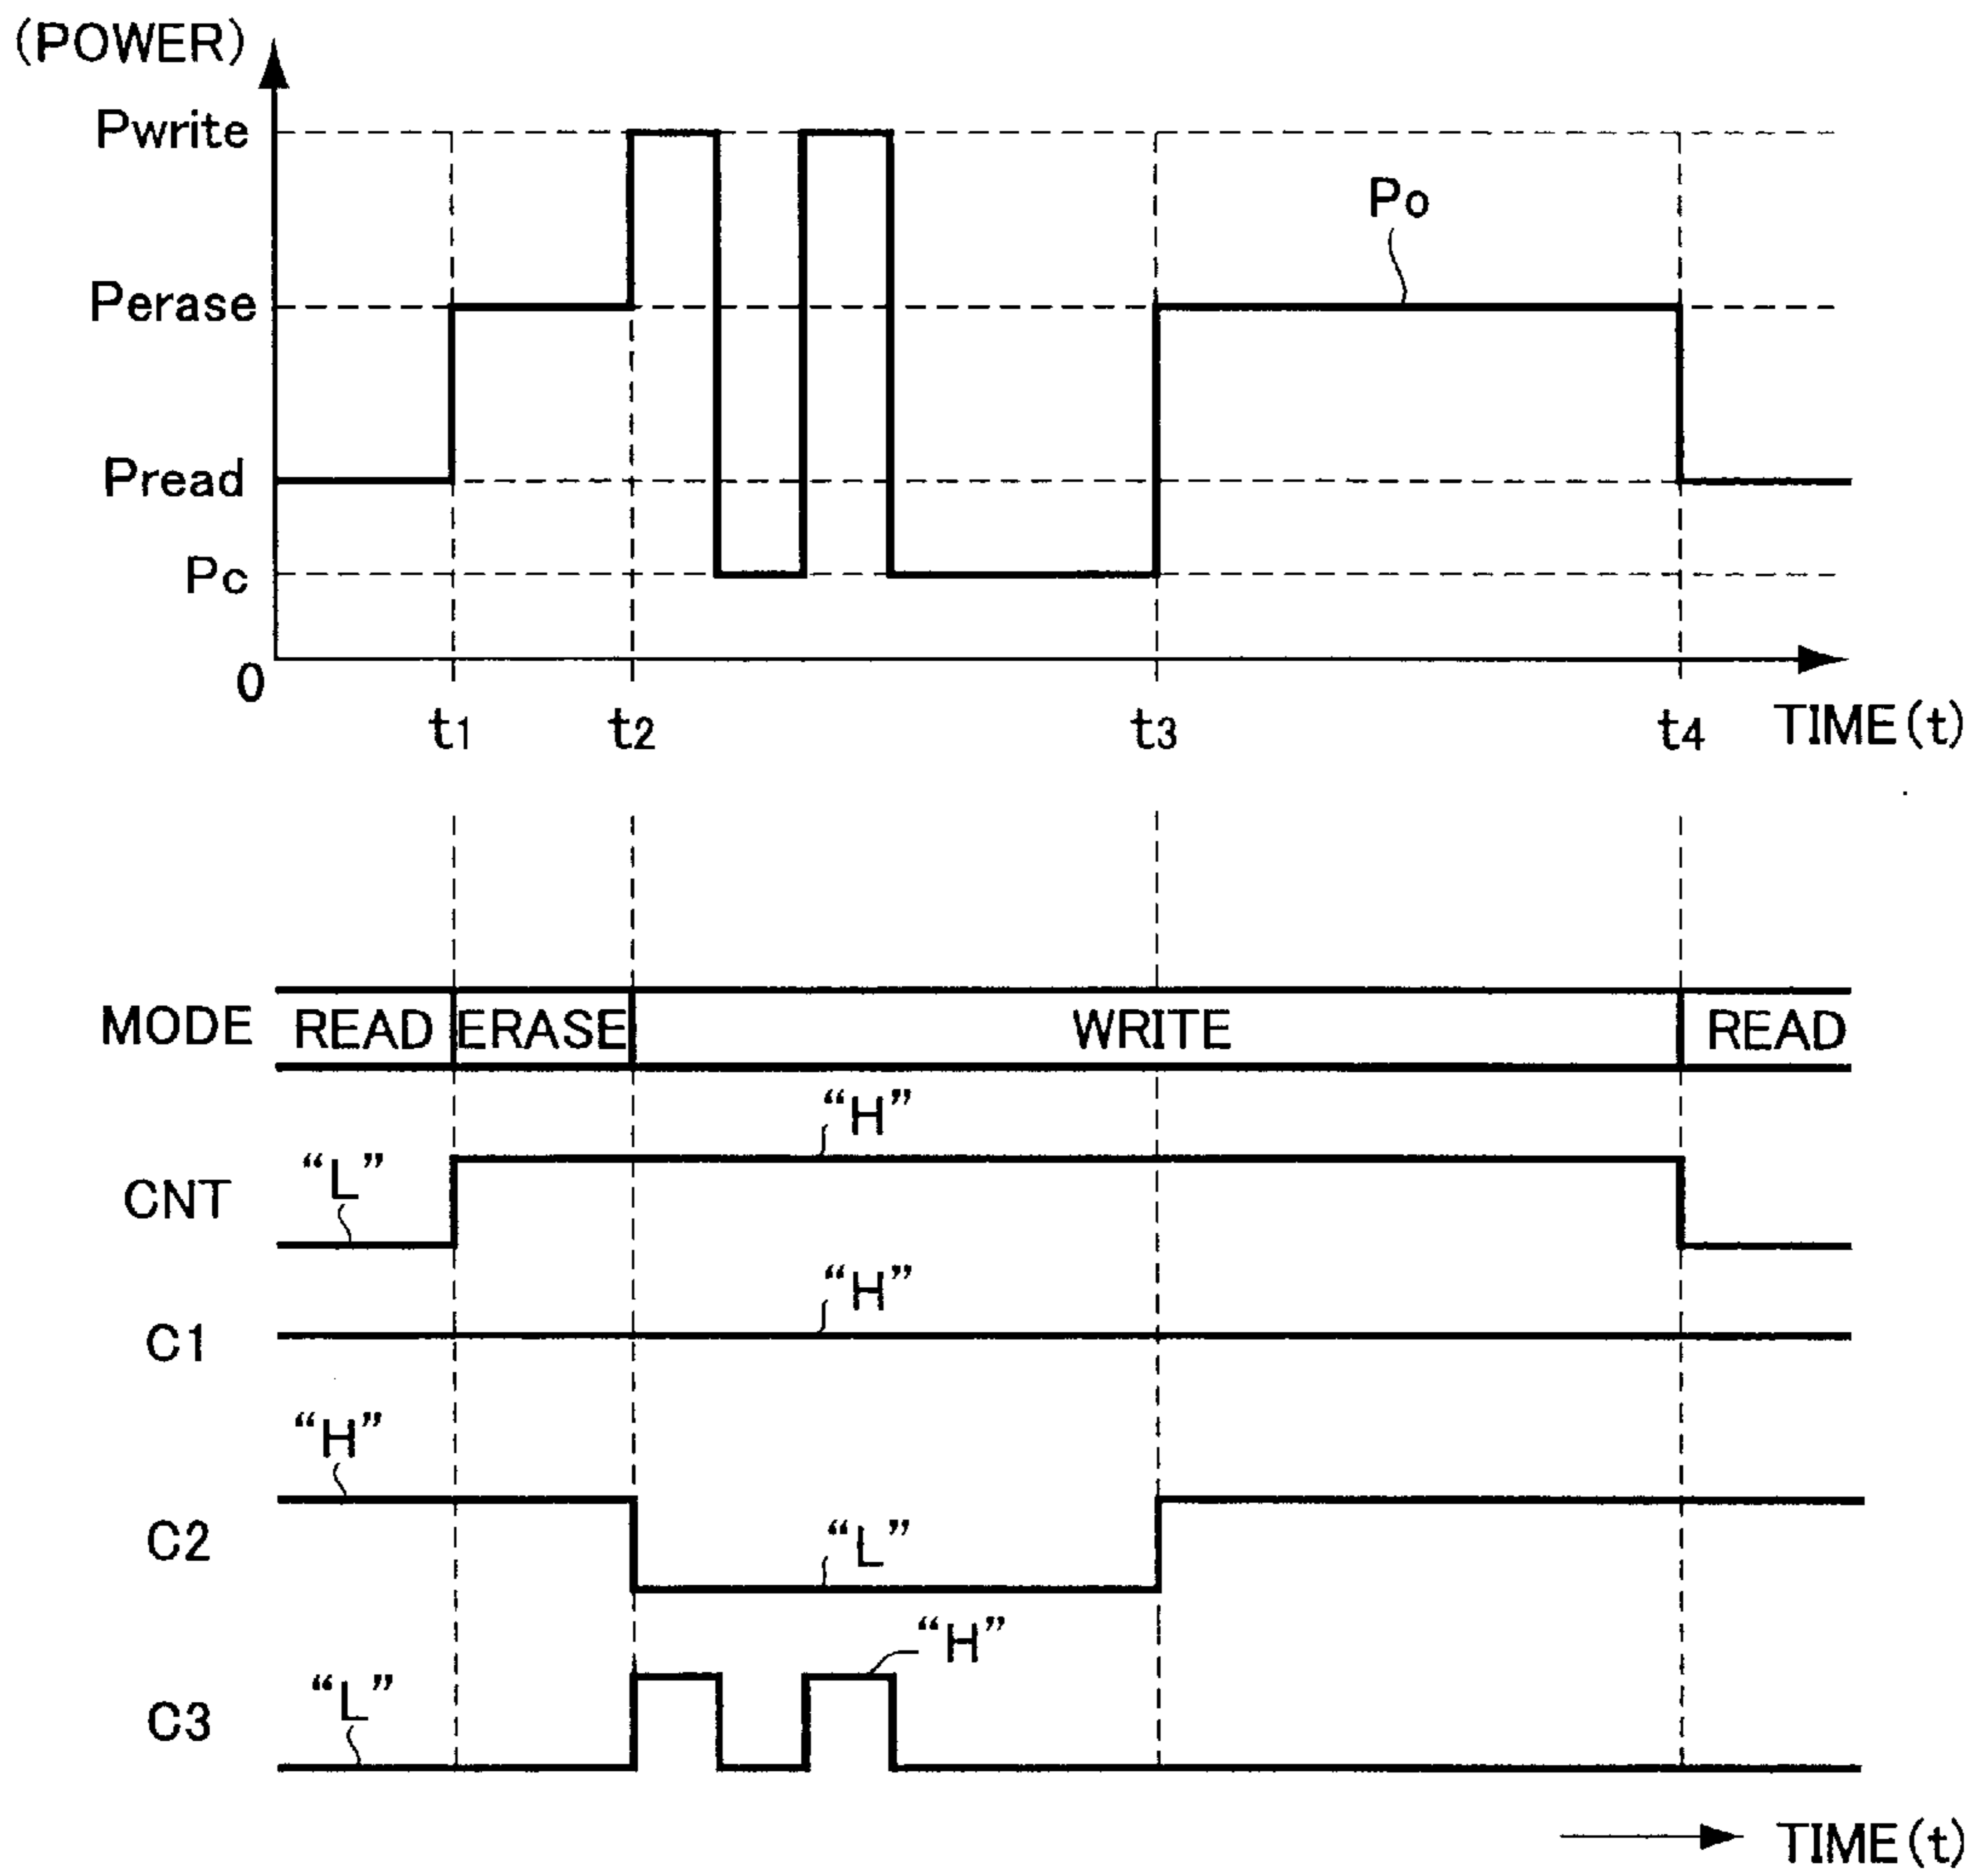 (POWER)
Pwrite
Po
Perase
Pread
Pc
0
t1 t2 t3 t4 TIME(t)
MODE READ ERASE WRITE READ
“H”
“L”
CNT
“H”
C1
“H”
C2
“L”
“H”
“L”
C3
TIME(t)